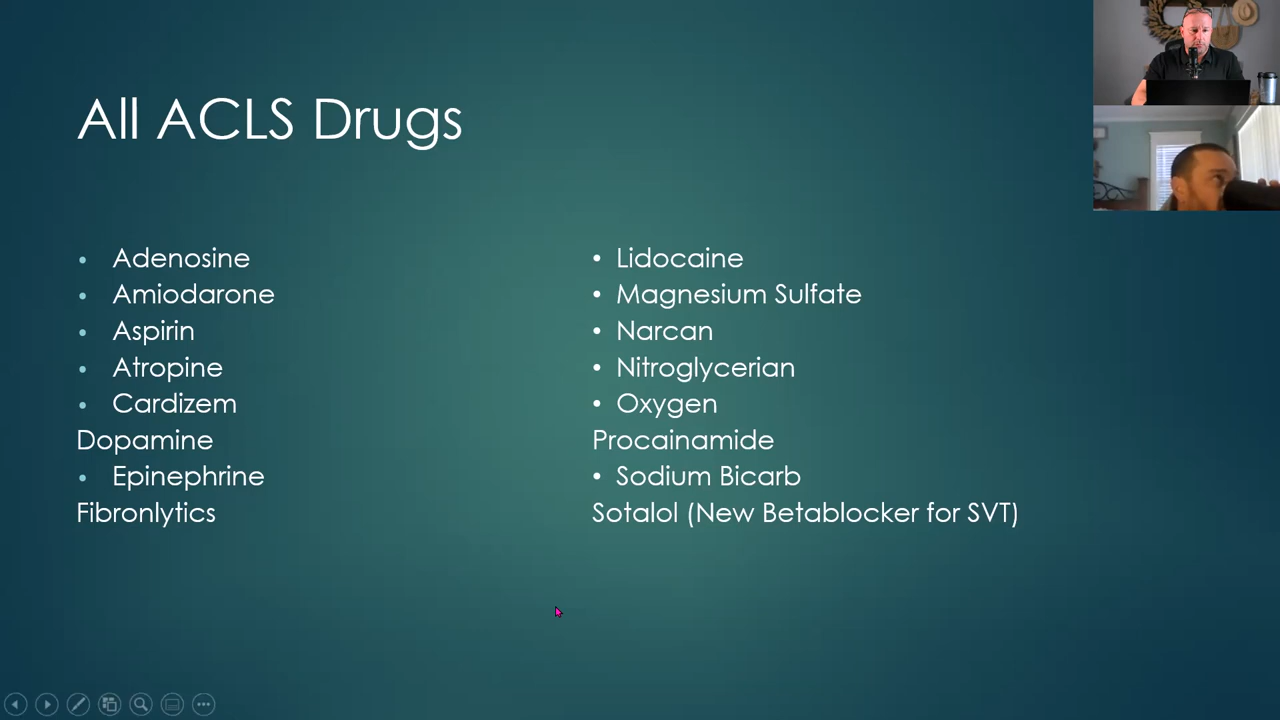 All ACLS Drugs
• Adenosine
• Amiodarone
• Aspirin
• Atropine
• Cardizem
Dopamine
• Epinephrine
Fibronlytics
• Lidocaine
• Magnesium Sulfate
• Narcan
• Nitroglycerian
• Oxygen
Procainamide
• Sodium Bicarb
Sotalol (New Betablocker for SVT)